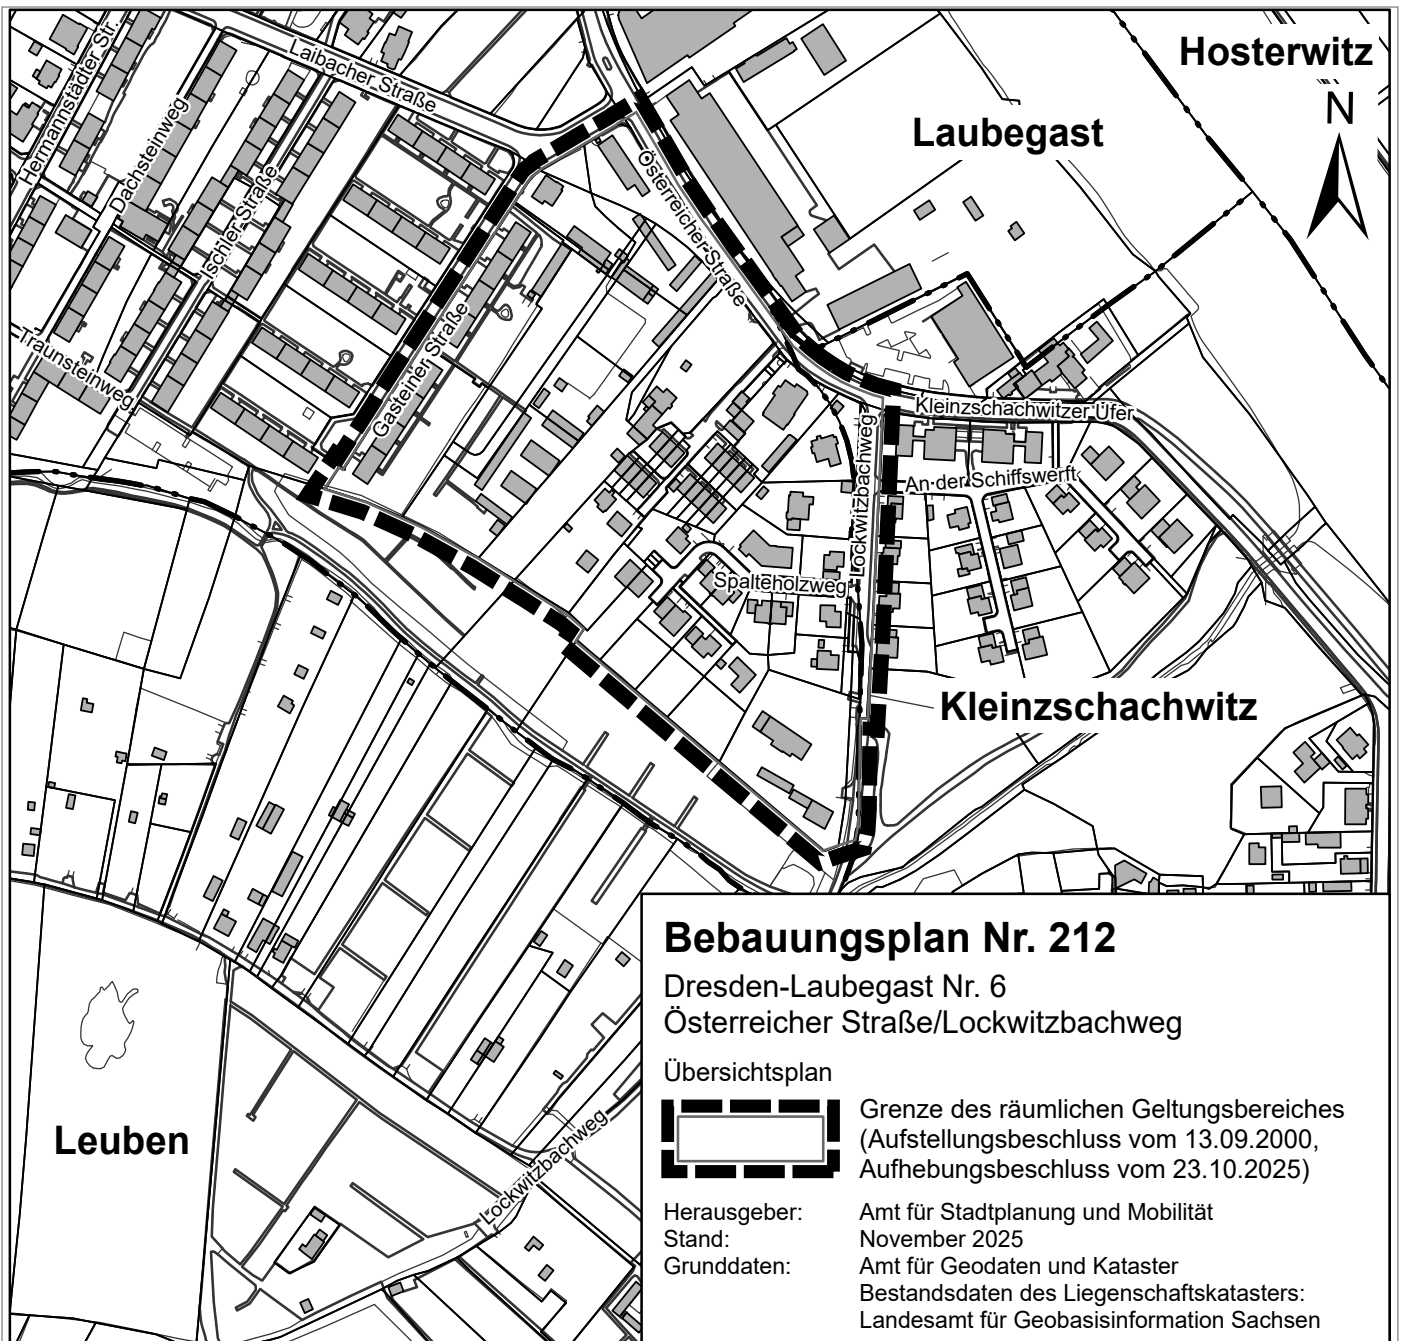 Hosterwitz
N
Laubegast
Laibacher Straße
Hermannstädter Str.
Dachsteinweg
Ischler Straße
Österreicher Straße
Traunsteinweg
Gasteiner Straße
Kleinzschachwitzer Ufer
Lockwitzbachweg
An der Schiffswerft
Spalteholzweg
Kleinzschachwitz
Leuben
Lockwitzbachweg
Bebauungsplan Nr. 212
Dresden-Laubegast Nr. 6
Österreicher Straße/Lockwitzbachweg
Übersichtsplan
Grenze des räumlichen Geltungsbereiches
(Aufstellungsbeschluss vom 13.09.2000,
Aufhebungsbeschluss vom 23.10.2025)
Herausgeber: Amt für Stadtplanung und Mobilität
Stand: November 2025
Grunddaten: Amt für Geodaten und Kataster
Bestandsdaten des Liegenschaftskatasters:
Landesamt für Geobasisinformation Sachsen